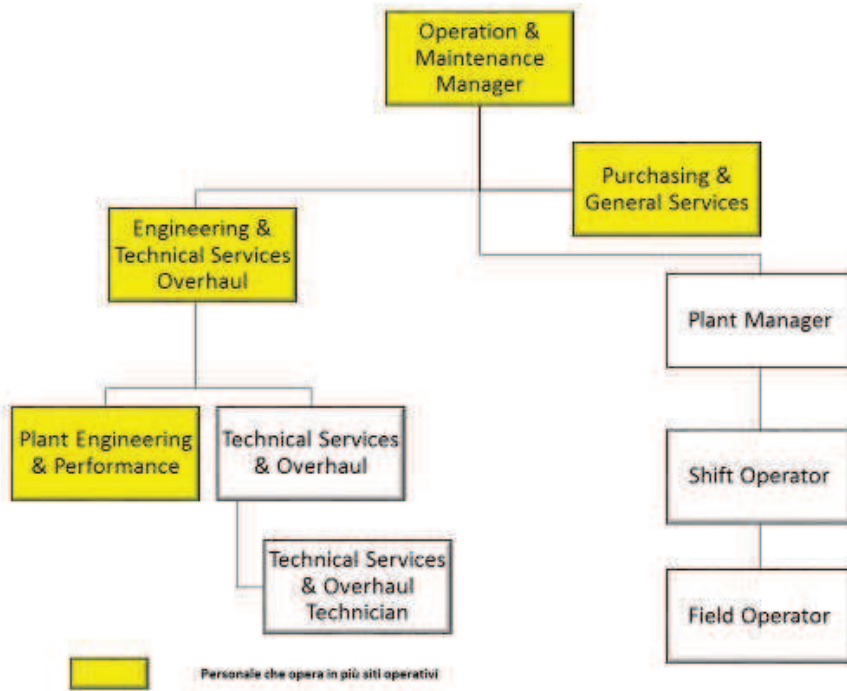 Operation &
Maintenance
Manager
Purchasing &
General Services
Engineering &
Technical Services
Overhaul
Plant Manager
Plant Engineering
& Performance
Technical Services
& Overhaul
Shift Operator
Technical Services
& Overhaul
Technician
Field Operator
Personale che opera in più siti operativi